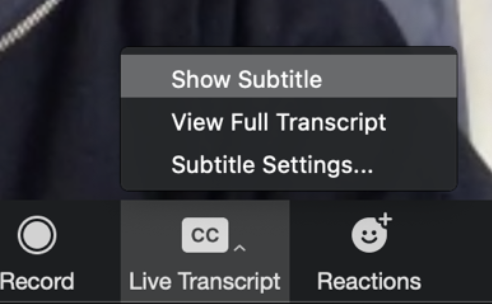 Show Subtitle
View Full Transcript
Subtitle Settings...
CC
Record
Live Transcript
Reactions